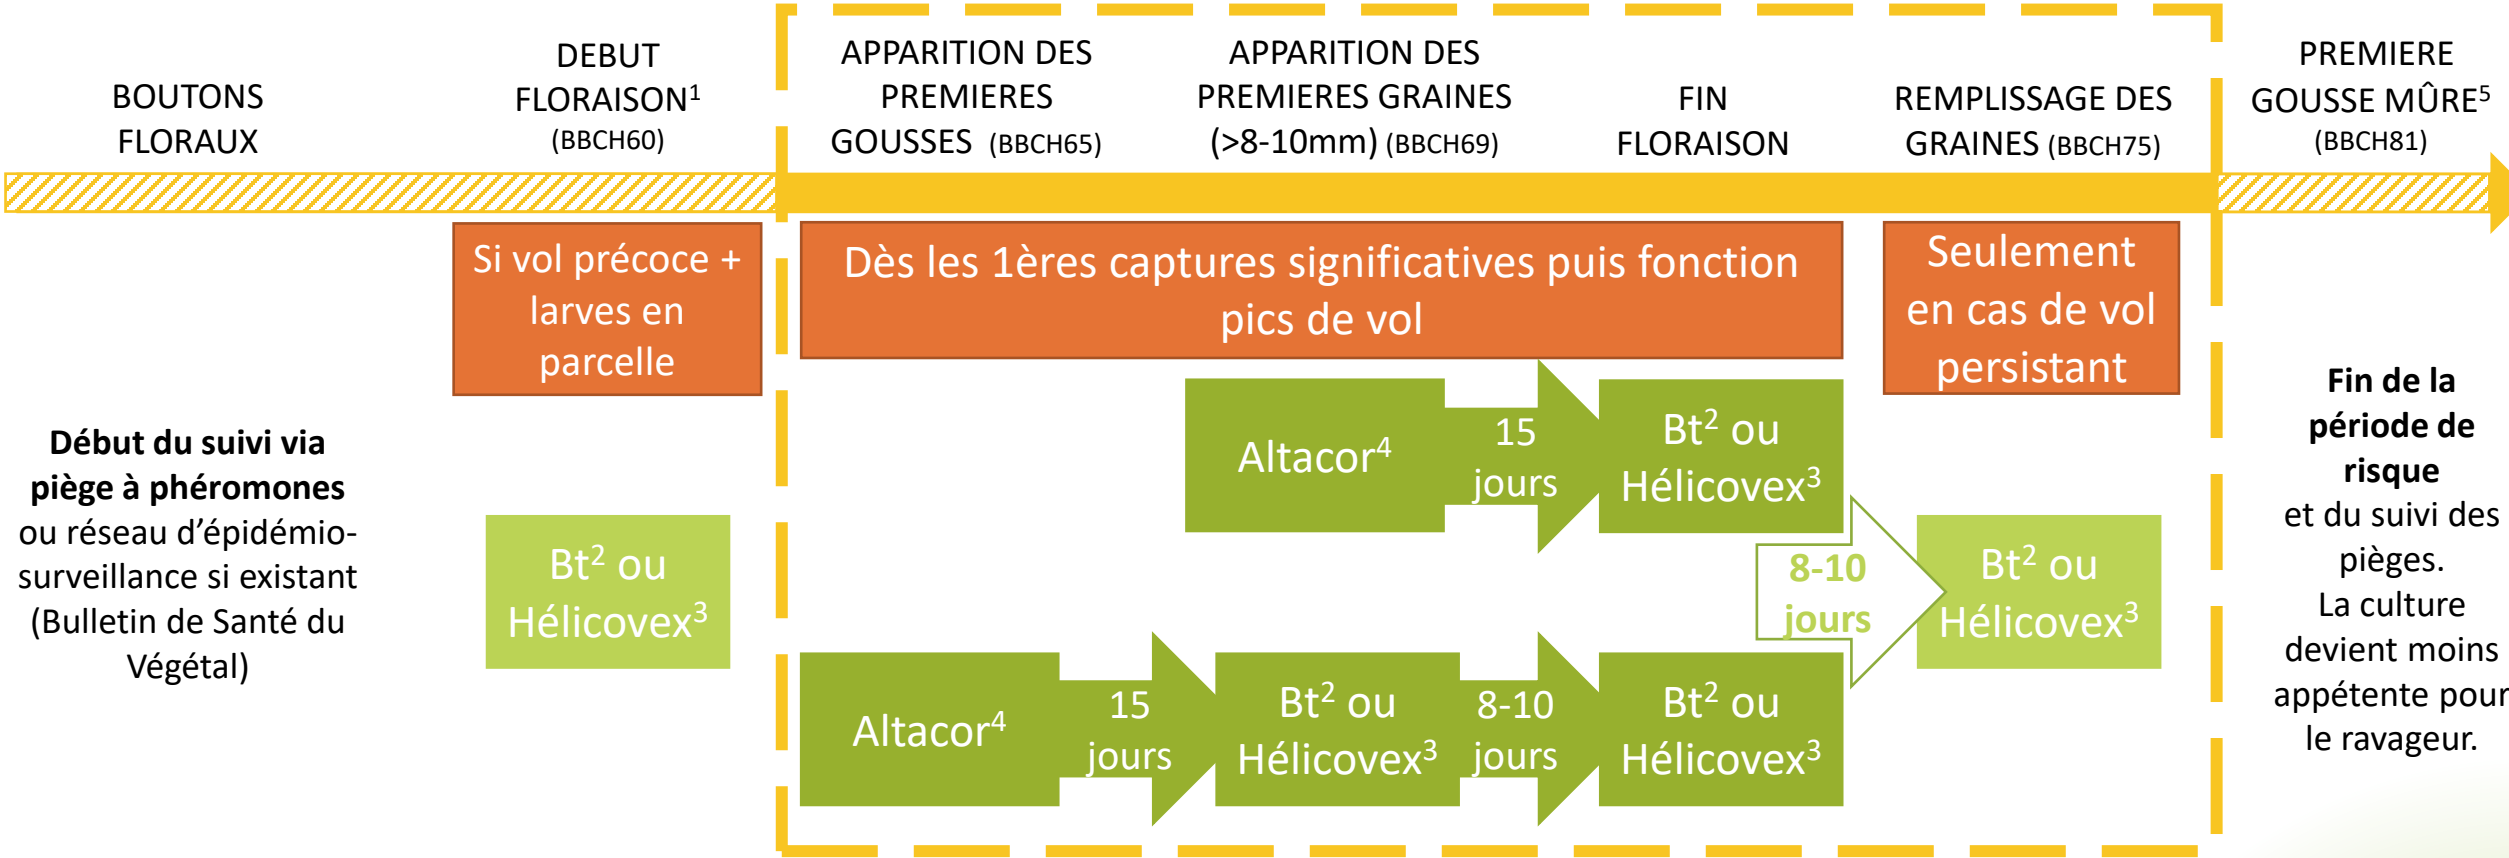 BOUTONS
FLORAUX
DEBUT
FLORAISON1
(BBCH60)
APPARITION DES
PREMIERES
GOUSSES (BBCH65)
APPARITION DES
PREMIERES GRAINES
(>8-10mm) (BBCH69)
FIN
FLORAISON
REMPLISSAGE DES
GRAINES (BBCH75)
PREMIERE
GOUSSE MÛRE5
(BBCH81)
Si vol précoce +
larves en
parcelle
Dès les 1ères captures significatives puis fonction
pics de vol
Seulement
en cas de vol
persistant
Début du suivi via
piège à phéromones
ou réseau d'épidémio-
surveillance si existant
(Bulletin de Santé du
Végétal)
Bt2 ou
Hélicovex3
Altacor4
15
jours
Bt2 ou
Hélicovex3
Altacor4
15
jours
Bt2 ou
Hélicovex3
8-10
jours
Bt2 ou
Hélicovex3
8-10
jours
Bt2 ou
Hélicovex3
Fin de la
période de
risque
et du suivi des
pièges.
La culture
devient moins
appétente pour
le ravageur.